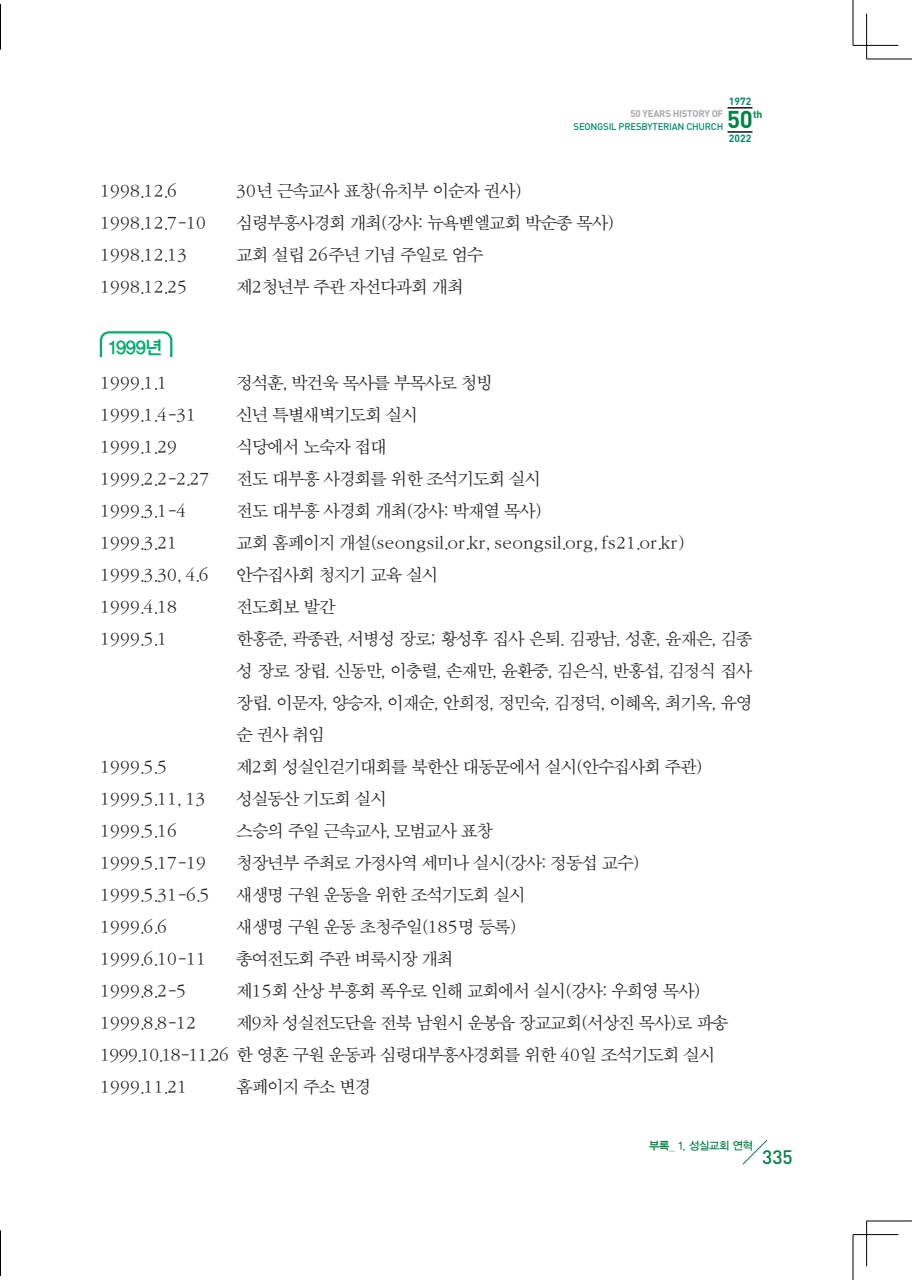 1972
50 YEARS HISTORY OF
SEONGSIL PRESBYTERIAN CHURCH
50th
2022
1998.12.6 30년 근속교사 표창(유치부 이순자 권사)
1998.12.7-10 심령부흥사경회 개최(강사: 뉴욕벧엘교회 박순종 목사)
1998.12.13 교회 설립 26주년 기념 주일로 엄수
1998.12.25 제2청년부 주관 자선다과회 개최
1999년
1999.1.1 정석훈, 박건욱 목사를 부목사로 청빙
1999.1.4-31 신년 특별새벽기도회 실시
1999.1.29 식당에서 노숙자 접대
1999.2.2-2.27 전도 대부흥 사경회를 위한 조석기도회 실시
1999.3.1-4 전도 대부흥 사경회 개최(강사: 박재열 목사)
1999.3.21 교회 홈페이지 개설(seongsil.or.kr, seongsil.org, fs21.or.kr)
1999.3.30, 4.6 안수집사회 청지기 교육 실시
1999.4.18 전도회보 발간
1999.5.1 한홍준, 곽종관, 서병성 장로; 황성후 집사 은퇴. 김광남, 성훈, 윤재은, 김종
성 장로 장립. 신동만, 이충렬, 손재만, 윤환중, 김은식, 반홍섭, 김정식 집사
장립. 이문자, 양승자, 이재순, 안희정, 정민숙, 김정덕, 이혜옥, 최기옥, 유영
순 권사 취임
1999.5.5 제2회 성실인걷기대회를 북한산 대동문에서 실시(안수집사회 주관)
1999.5.11, 13 성실동산 기도회 실시
1999.5.16 스승의 주일 근속교사, 모범교사 표창
1999.5.17-19 청장년부 주최로 가정사역 세미나 실시(강사: 정동섭 교수)
1999.5.31-6.5 새생명 구원 운동을 위한 조석기도회 실시
1999.6.6 새생명 구원 운동 초청주일(185명 등록)
1999.6.10-11 총여전도회 주관 벼룩시장 개최
1999.8.2-5 제15회 산상 부흥회 폭우로 인해 교회에서 실시(강사: 우희영 목사)
1999.8.8-12 제9차 성실전도단을 전북 남원시 운봉읍 장교교회(서상진 목사)로 파송
1999.10.18-11.26 한 영혼 구원 운동과 심령대부흥사경회를 위한 40일 조석기도회 실시
1999.11.21 홈페이지 주소 변경
부록_ 1. 성실교회 연혁 335